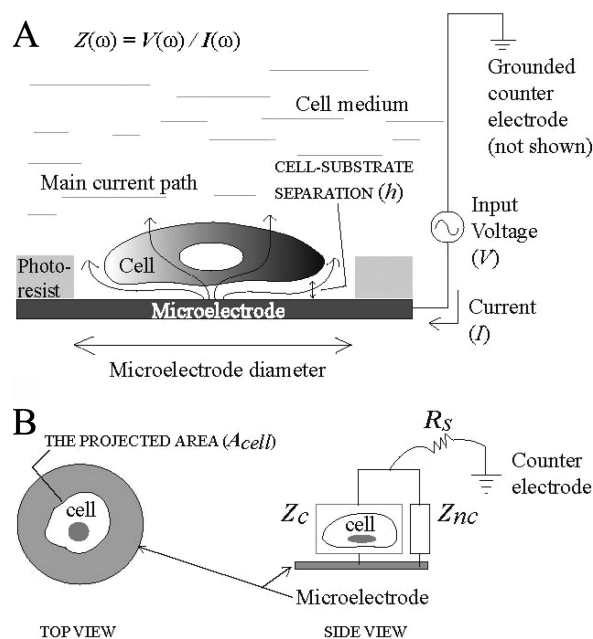 A
Z(ω) = V(ω) / I(ω)
Grounded
counter
electrode
(not shown)
Cell medium
CELL-SUBSTRATE
SEPARATION (h)
Main current path
Input
Voltage
(V)
Photo-
resist
Cell
Microelectrode
Current
(I)
Microelectrode diameter
B
THE PROJECTED AREA (Acell)
cell
Rs
Counter
electrode
Zc
cell
Znc
Microelectrode
TOP VIEW
SIDE VIEW